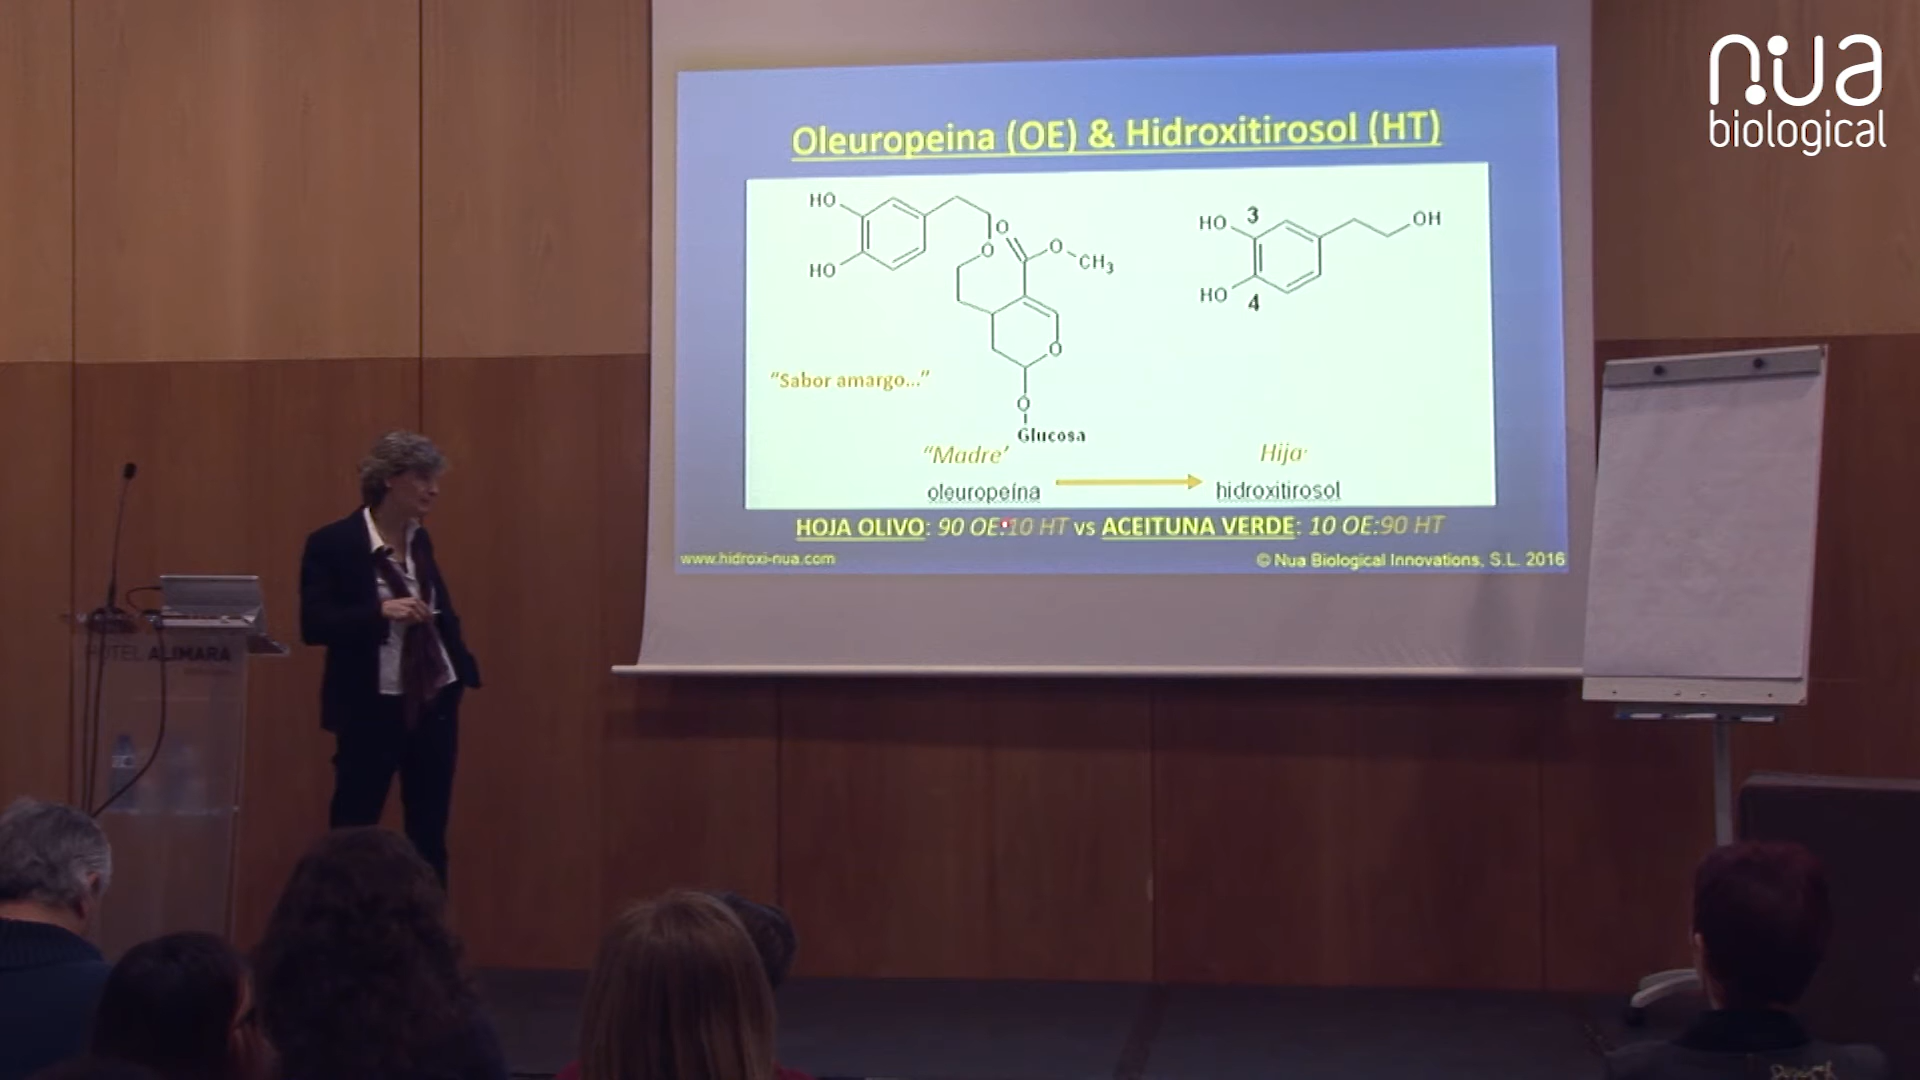 nua
biological
Oleuropeina (OE) & Hidroxitirosol (HT)
HO
HO
O
O
O
CH3
O
O
Glucosa
HO 3
OH
HO 4
"Sabor amargo..."
"Madre'
Hija
oleuropeína
hidroxitirosol
HOJA OLIVO: 90 OE:10 HT vs ACEITUNA VERDE: 10 OE:90 HT
www.hidroxi-nua.com
© Nua Biological Innovations, S.L. 2016
HOTEL ALIMARA